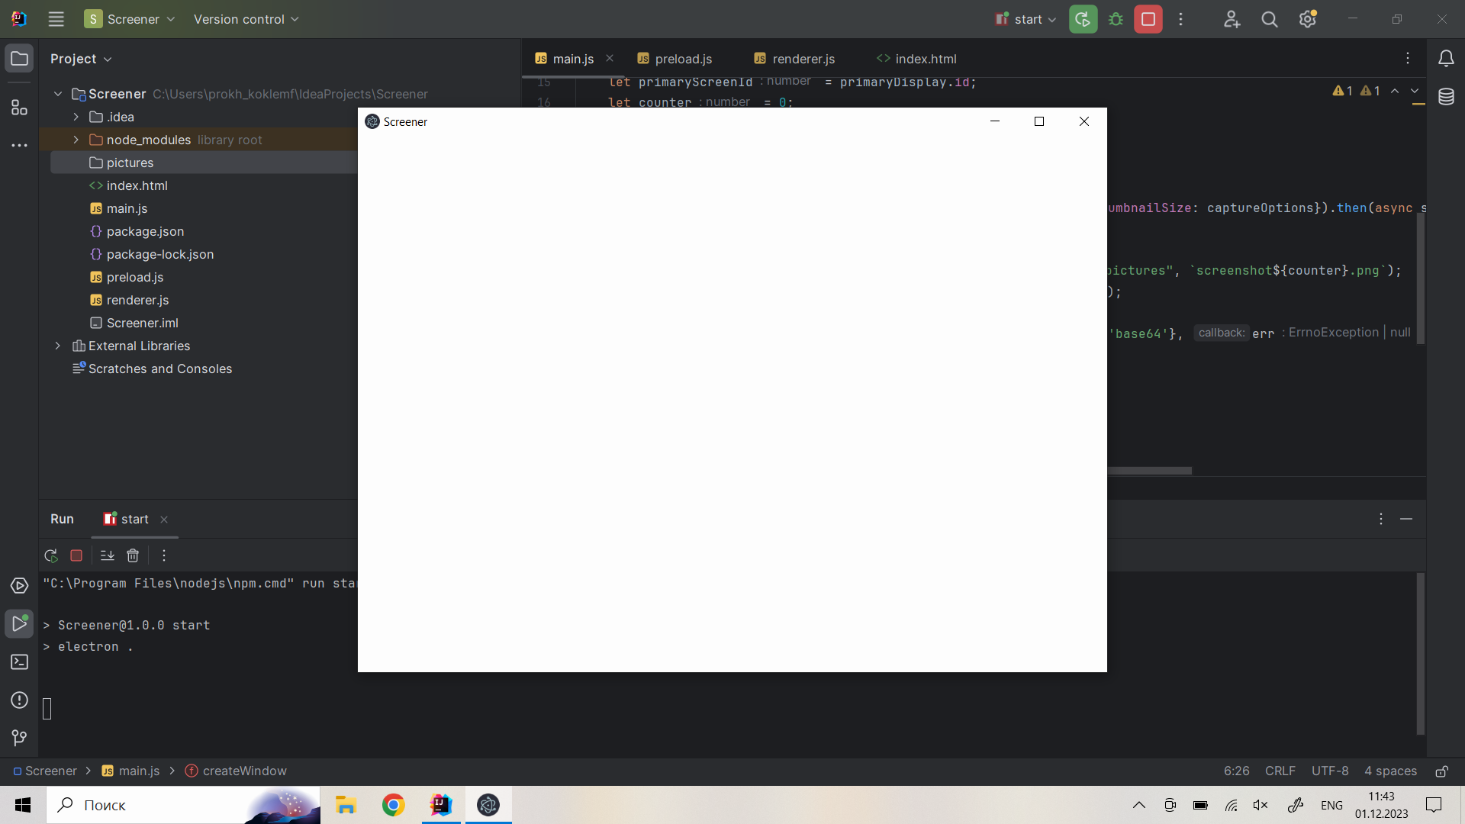 S Screener Version control start
Project
main.js preload.js renderer.js index.html
Screener C:\Users\prokh_koklemf\IdeaProjects\Screener
.idea
node_modules library root
pictures
index.html
main.js
package.json
package-lock.json
preload.js
renderer.js
Screener.iml
External Libraries
Scratches and Consoles
15 let primaryScreenId : number = primaryDisplay.id;
16 let counter : number = 0;
1 1
Screener
umbnailSize: captureOptions}).then(async s
pictures", `screenshot${counter}.png`);
);
'base64'}, callback: err : ErrnoException | null
Run start
"C:\Program Files\nodejs\npm.cmd" run sta
> Screener@1.0.0 start
> electron .
Screener > main.js > createWindow
6:26 CRLF UTF-8 4 spaces
Поиск
ENG 11:43
01.12.2023